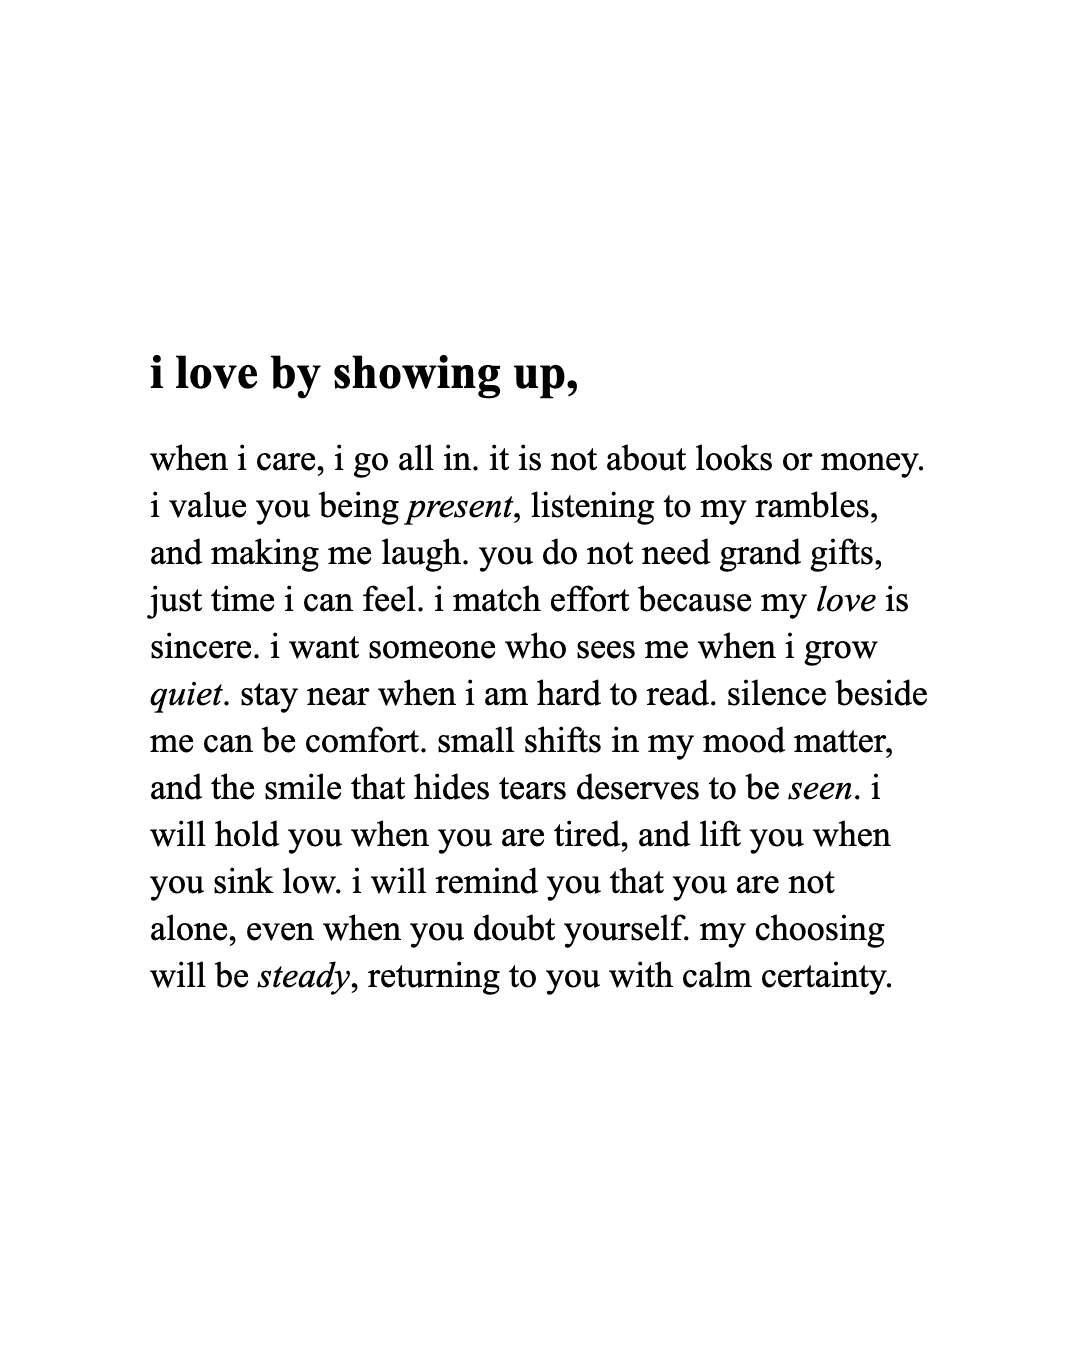 i love by showing up,
when i care, i go all in. it is not about looks or money.
i value you being present, listening to my rambles,
and making me laugh. you do not need grand gifts,
just time i can feel. i match effort because my love is
sincere. i want someone who sees me when i grow
quiet. stay near when i am hard to read. silence beside
me can be comfort. small shifts in my mood matter,
and the smile that hides tears deserves to be seen. i
will hold you when you are tired, and lift you when
you sink low. i will remind you that you are not
alone, even when you doubt yourself. my choosing
will be steady, returning to you with calm certainty.